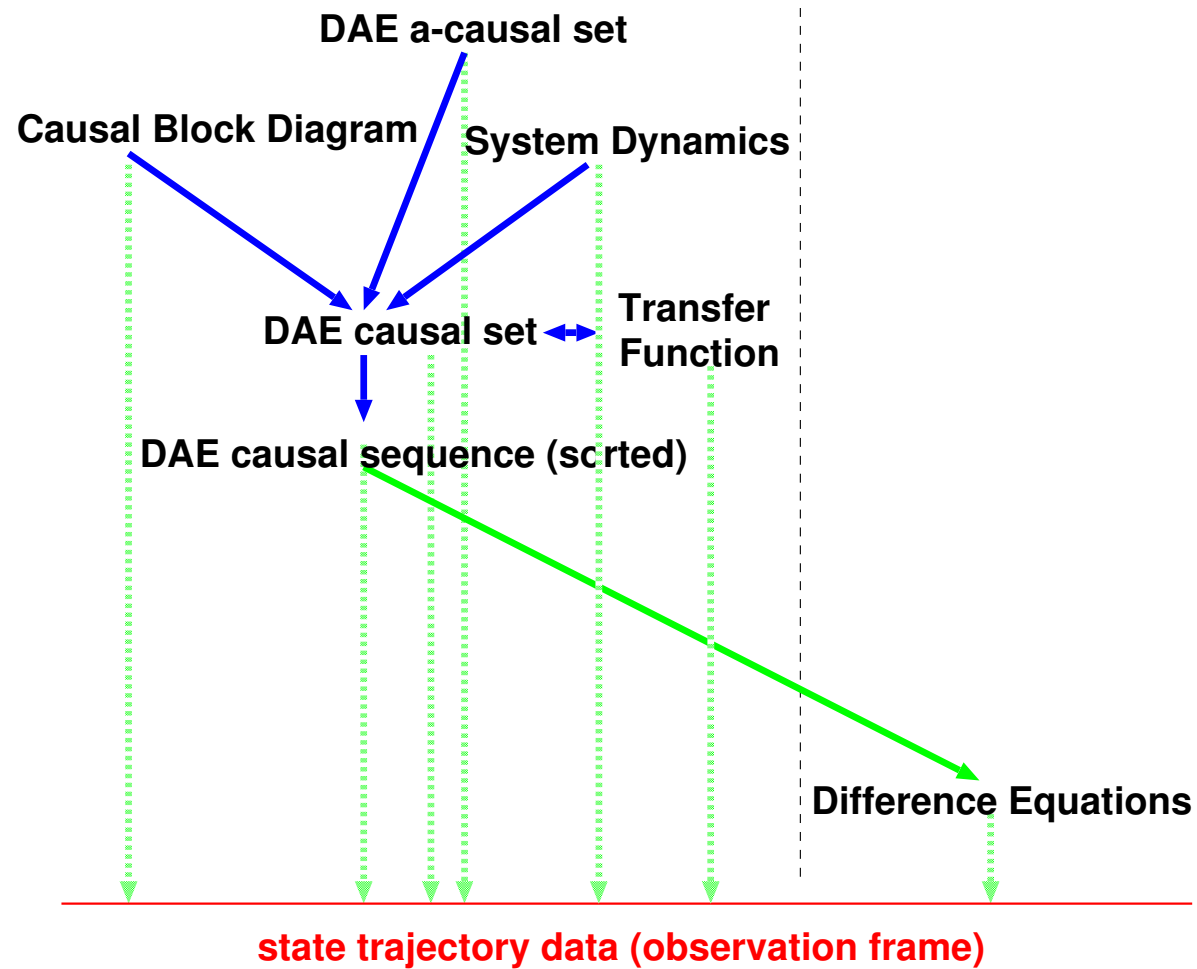 DAE a-causal set
Causal Block Diagram
System Dynamics
Transfer
Function
DAE causal set
DAE causal sequence (sorted)
Difference Equations
state trajectory data (observation frame)